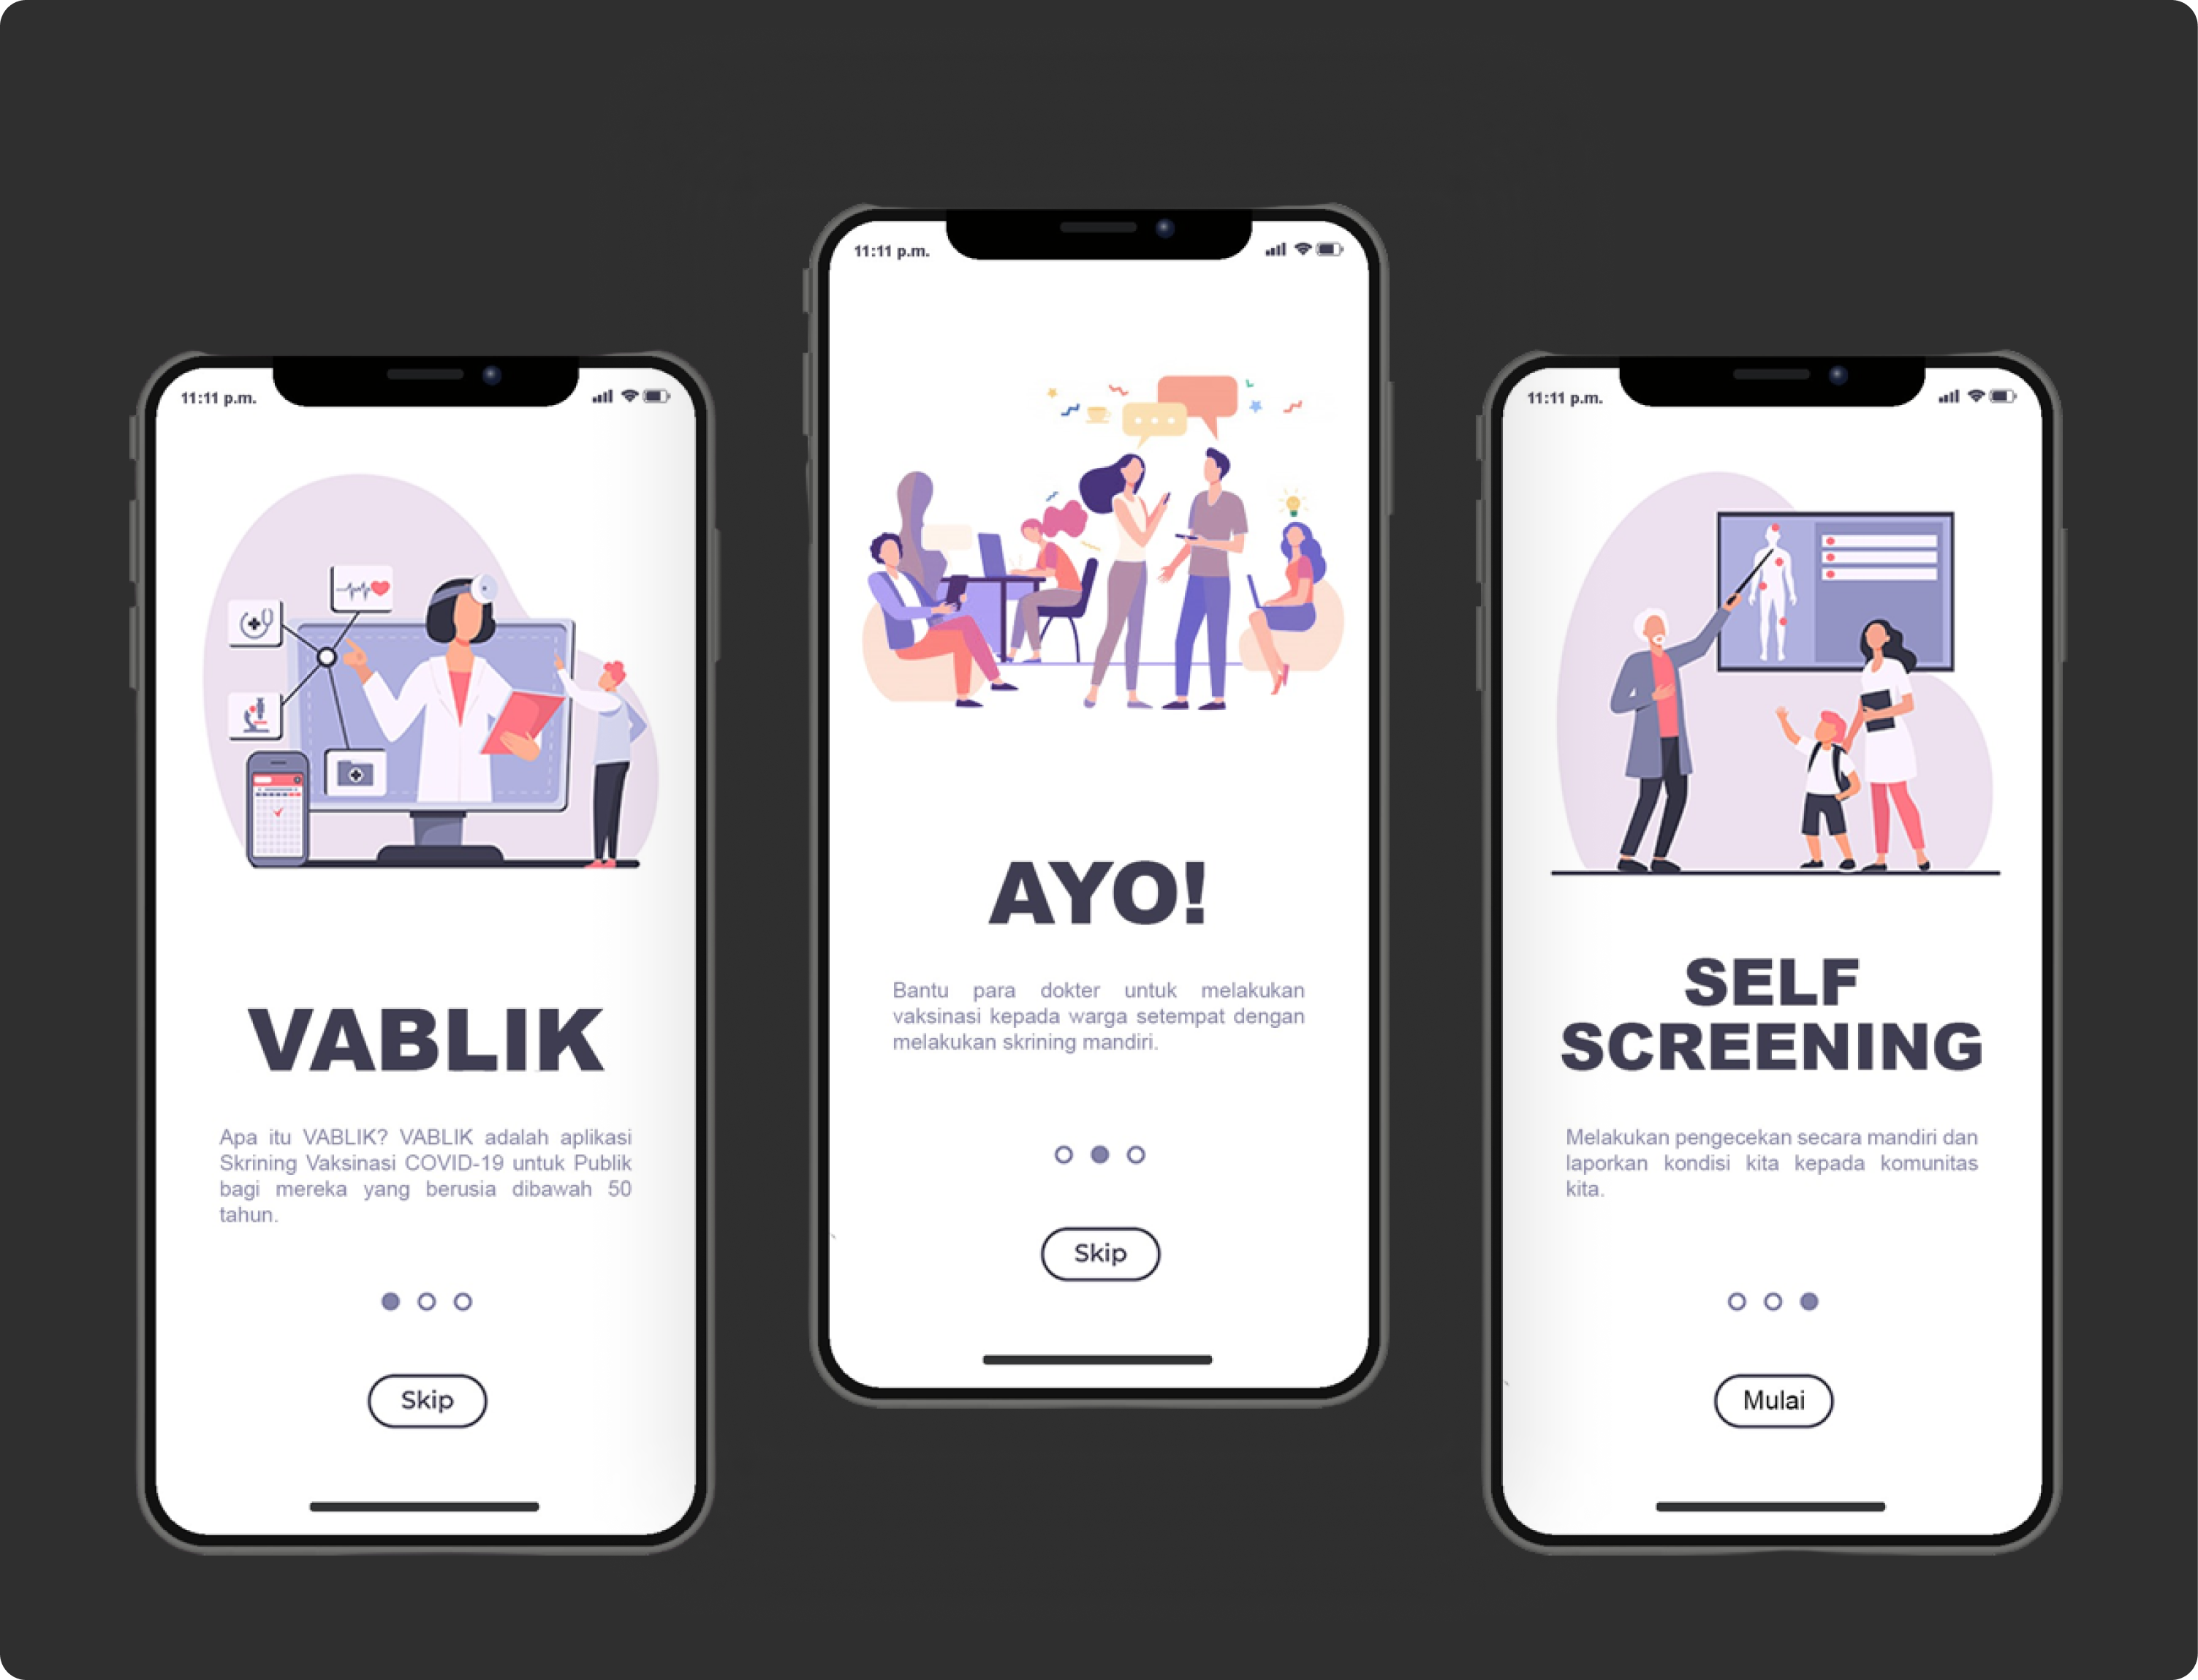 11:11 p.m.
VABLIK
Apa itu VABLIK? VABLIK adalah aplikasi
Skrining Vaksinasi COVID-19 untuk Publik
bagi mereka yang berusia dibawah 50
tahun.
Skip
11:11 p.m.
AYO!
Bantu para dokter untuk melakukan
vaksinasi kepada warga setempat dengan
melakukan skrining mandiri.
Skip
11:11 p.m.
SELF
SCREENING
Melakukan pengecekan secara mandiri dan
laporkan kondisi kita kepada komunitas
kita.
Mulai